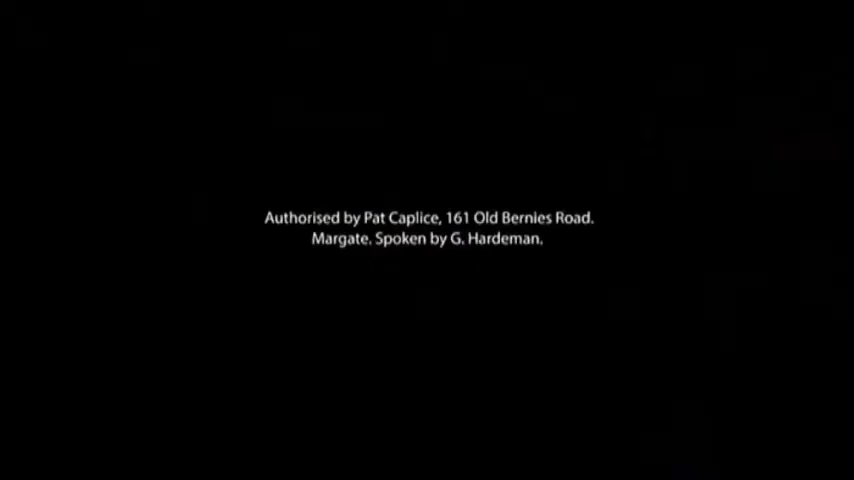 Authorised by Pat Caplice, 161 Old Bernies Road.
Margate. Spoken by G. Hardeman.